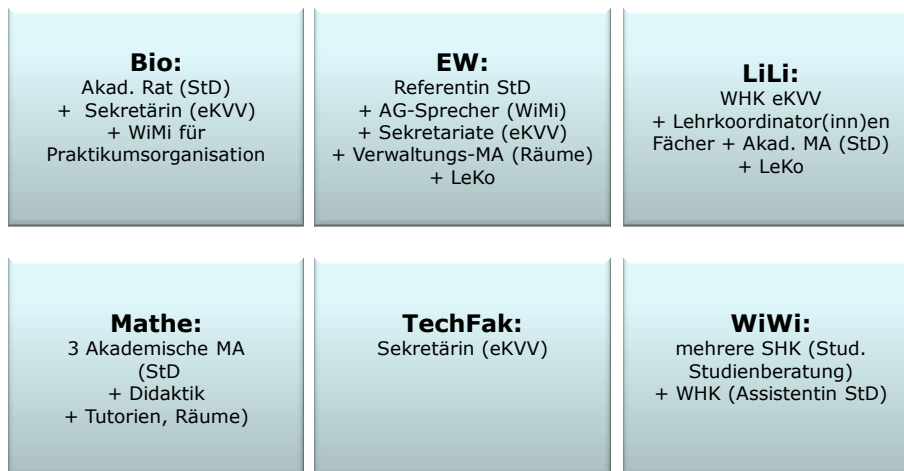 Bio:
Akad. Rat (StD)
+ Sekretärin (eKVV)
+ WiMi für
Praktikumsorganisation
EW:
Referentin StD
+ AG-Sprecher (WiMi)
+ Sekretariate (eKVV)
+ Verwaltungs-MA (Räume)
+ LeKo
LiLi:
WHK eKVV
+ Lehrkoordinator(inn)en
Fächer + Akad. MA (StD)
+ LeKo
Mathe:
3 Akademische MA
(StD
+ Didaktik
+ Tutorien, Räume)
TechFak:
Sekretärin (eKVV)
WiWi:
mehrere SHK (Stud.
Studienberatung)
+ WHK (Assistentin StD)